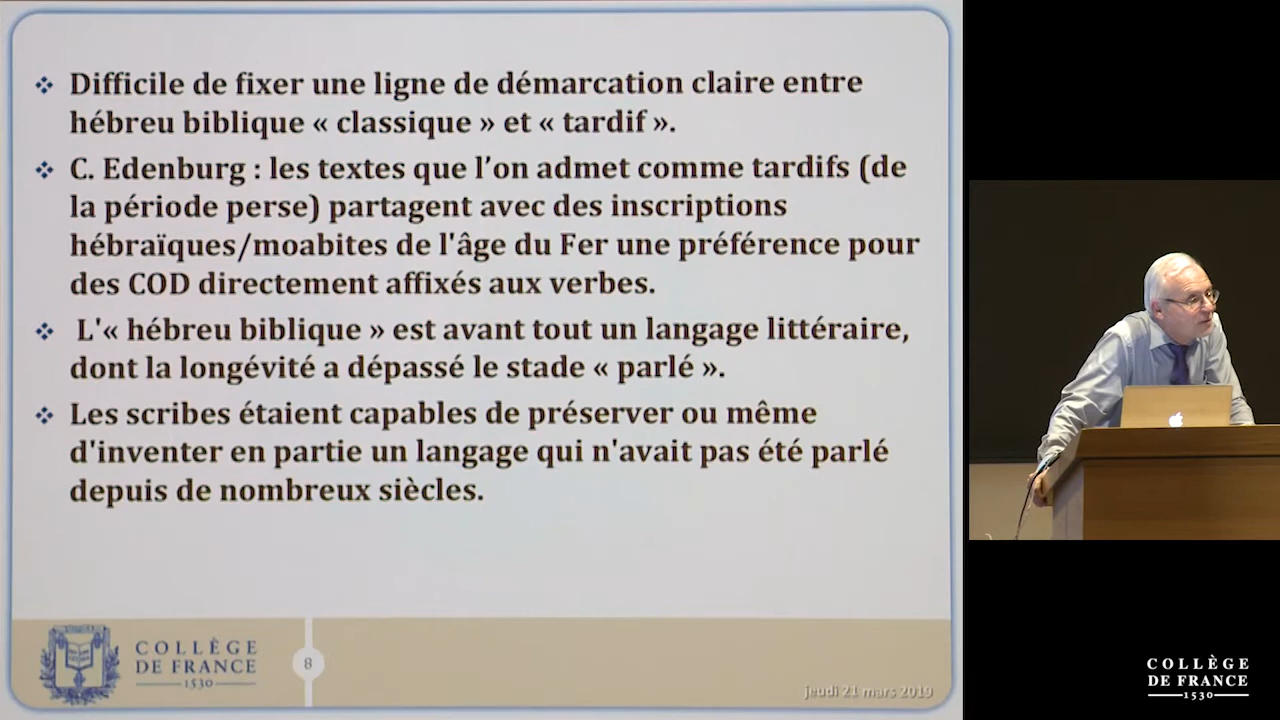 Difficile de fixer une ligne de démarcation claire entre
hébreu biblique « classique » et « tardif ».
C. Edenburg : les textes que l’on admet comme tardifs (de
la période perse) partagent avec des inscriptions
hébraïques/moabites de l'âge du Fer une préférence pour
des COD directement affixés aux verbes.
L'« hébreu biblique » est avant tout un langage littéraire,
dont la longévité a dépassé le stade « parlé ».
Les scribes étaient capables de préserver ou même
d'inventer en partie un langage qui n'avait pas été parlé
depuis de nombreux siècles.
COLLÈGE
DE FRANCE
1530
8
jeudi 21 mars 2019
COLLÈGE
DE FRANCE
1530